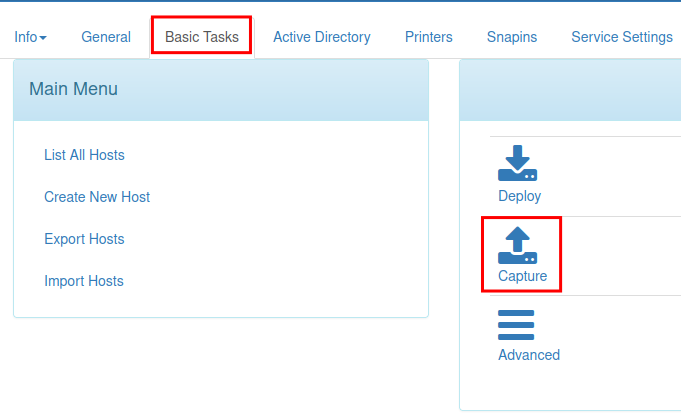 Info General Basic Tasks Active Directory Printers Snapins Service Settings
Main Menu
List All Hosts
Create New Host
Export Hosts
Import Hosts
Deploy
Capture
Advanced